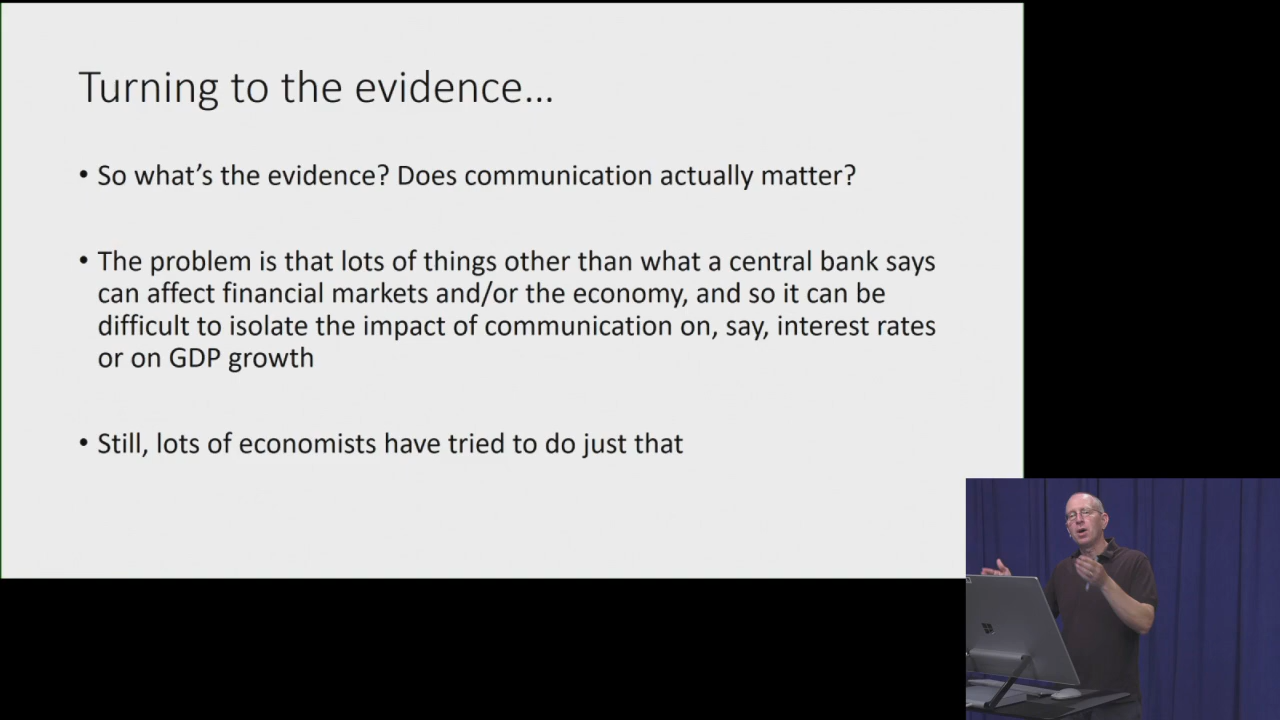 Turning to the evidence…
• So what’s the evidence? Does communication actually matter?
• The problem is that lots of things other than what a central bank says
can affect financial markets and/or the economy, and so it can be
difficult to isolate the impact of communication on, say, interest rates
or on GDP growth
• Still, lots of economists have tried to do just that